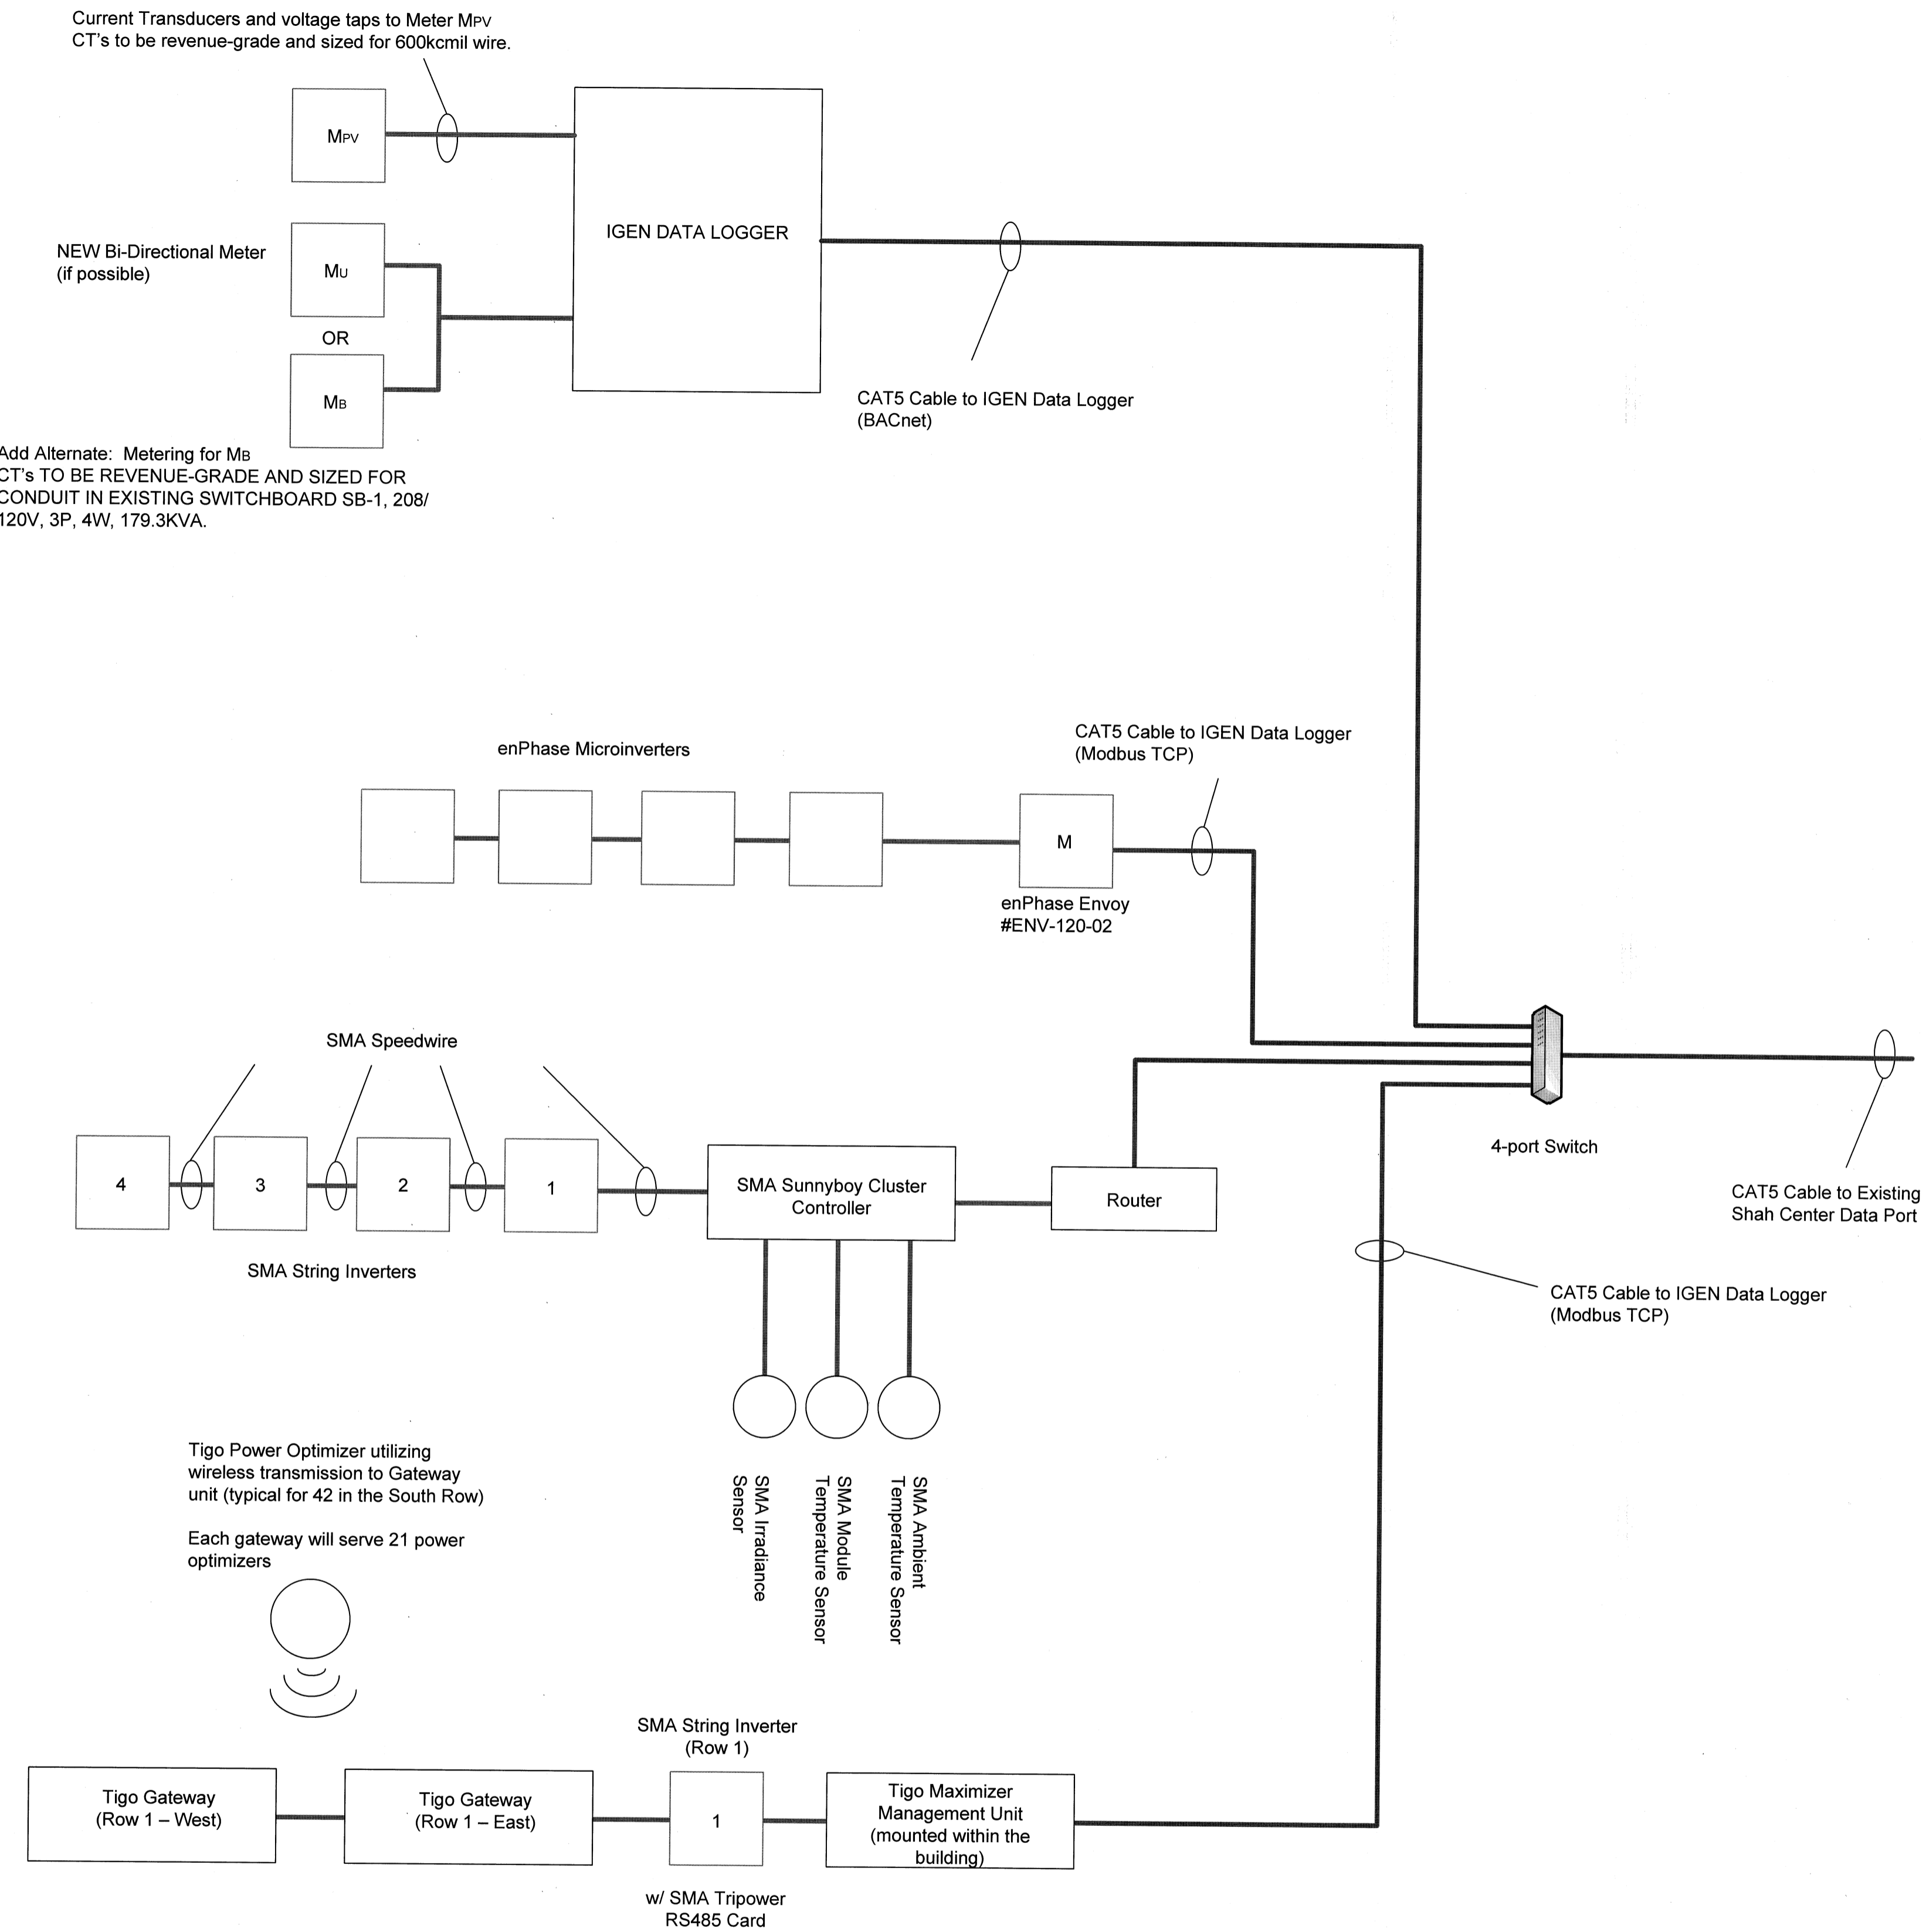 Current Transducers and voltage taps to Meter MPV
CT's to be revenue-grade and sized for 600kcmil wire.
MPV
IGEN DATA LOGGER
NEW Bi-Directional Meter
(if possible)
MU
OR
MB
CAT5 Cable to IGEN Data Logger
(BACnet)
Add Alternate: Metering for MB
CT's TO BE REVENUE-GRADE AND SIZED FOR
CONDUIT IN EXISTING SWITCHBOARD SB-1, 208/
120V, 3P, 4W, 179.3KVA.
enPhase Microinverters
CAT5 Cable to IGEN Data Logger
(Modbus TCP)
M
enPhase Envoy
#ENV-120-02
SMA Speedwire
4
3
2
1
SMA String Inverters
SMA Sunnyboy Cluster
Controller
Router
4-port Switch
CAT5 Cable to Existing
Shah Center Data Port
CAT5 Cable to IGEN Data Logger
(Modbus TCP)
SMA Irradiance
Sensor
SMA Module
Temperature Sensor
SMA Ambient
Temperature Sensor
Tigo Power Optimizer utilizing
wireless transmission to Gateway
unit (typical for 42 in the South Row)
Each gateway will serve 21 power
optimizers
SMA String Inverter
(Row 1)
Tigo Gateway
(Row 1 – West)
Tigo Gateway
(Row 1 – East)
1
Tigo Maximizer
Management Unit
(mounted within the
building)
w/ SMA Tripower
RS485 Card